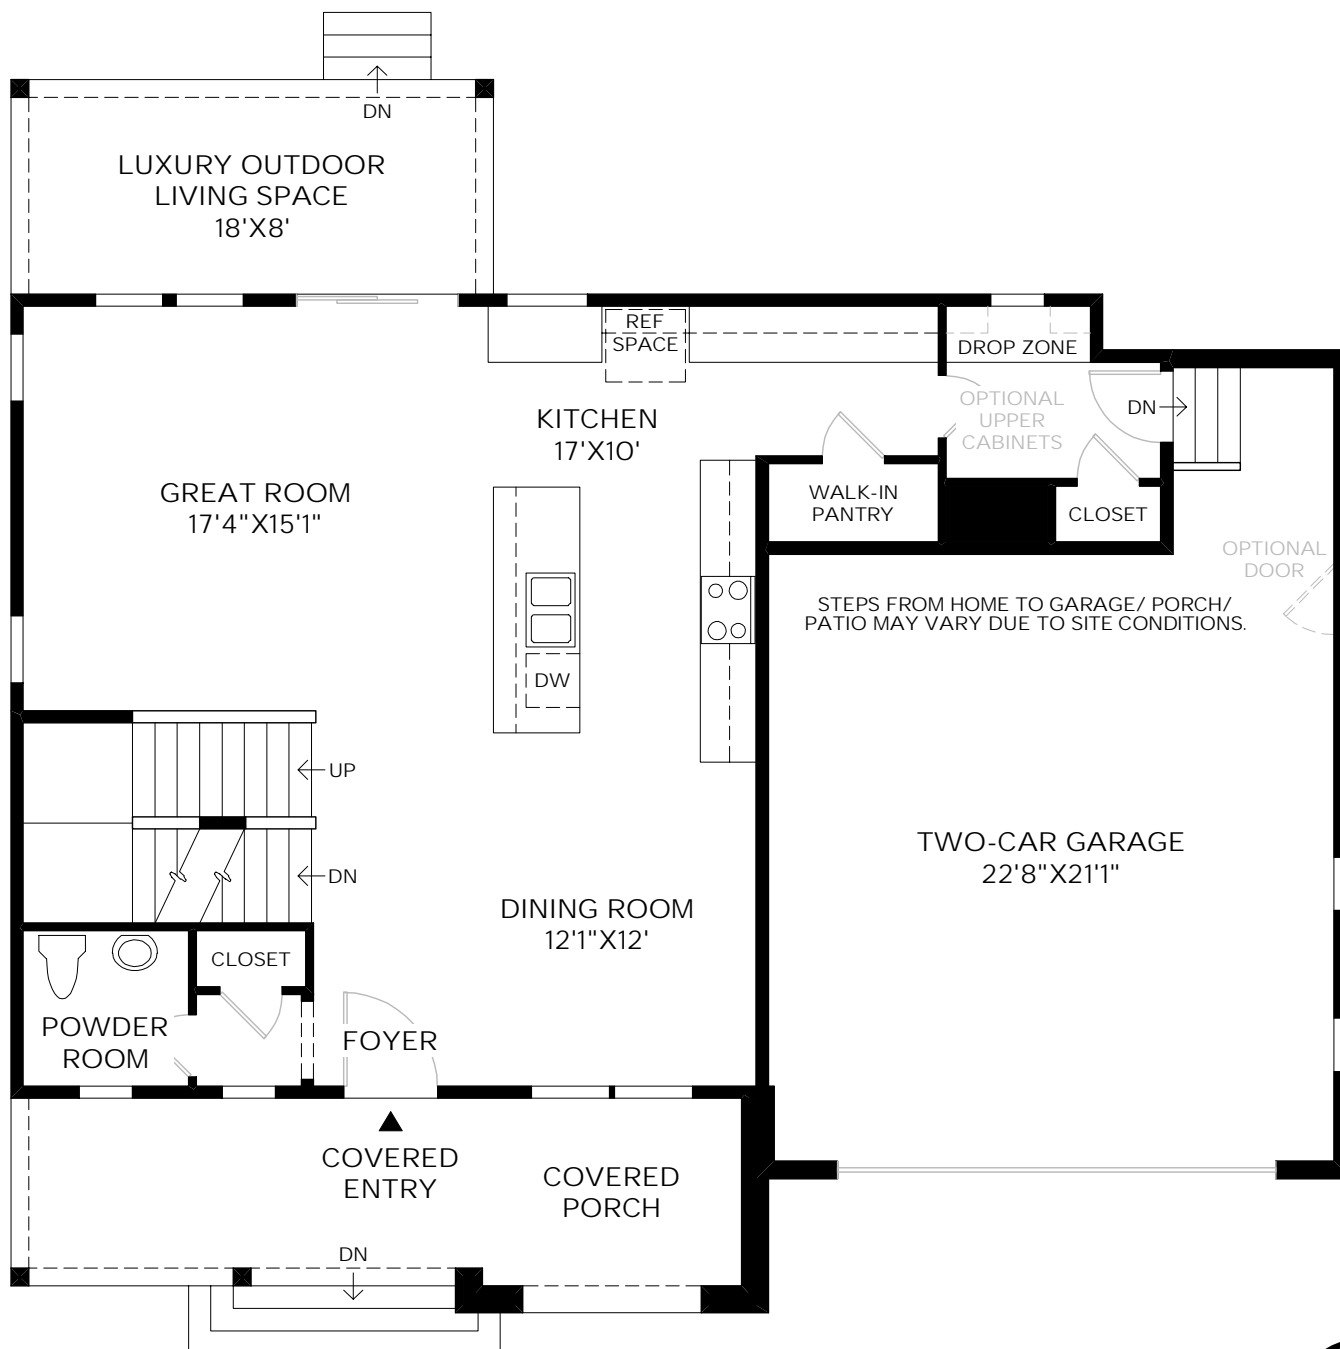 DN
LUXURY OUTDOOR
LIVING SPACE
18'X8'
REF
SPACE
DROP ZONE
OPTIONAL
UPPER
CABINETS
DN
KITCHEN
17'X10'
GREAT ROOM
17'4"X15'1"
WALK-IN
PANTRY
CLOSET
OPTIONAL
DOOR
STEPS FROM HOME TO GARAGE/ PORCH/
PATIO MAY VARY DUE TO SITE CONDITIONS.
DW
UP
DN
TWO-CAR GARAGE
22'8"X21'1"
DINING ROOM
12'1"X12'
CLOSET
POWDER
ROOM
FOYER
COVERED
ENTRY
COVERED
PORCH
DN